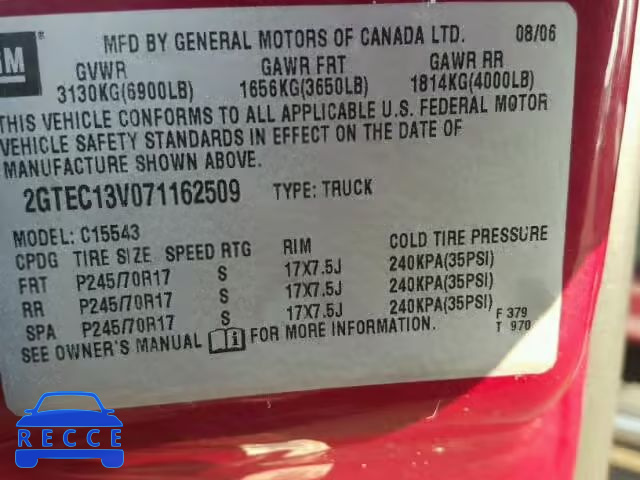 GM
MFD BY GENERAL MOTORS OF CANADA LTD. 08/06
GVWR GAWR FRT GAWR RR
3130KG(6900LB) 1656KG(3650LB) 1814KG(4000LB)
THIS VEHICLE CONFORMS TO ALL APPLICABLE U.S. FEDERAL MOTOR
VEHICLE SAFETY STANDARDS IN EFFECT ON THE DATE OF
MANUFACTURE SHOWN ABOVE.
2GTEC13V071162509 TYPE: TRUCK
MODEL: C15543
CPDG TIRE SIZE SPEED RTG RIM COLD TIRE PRESSURE
FRT P245/70R17 S 17X7.5J 240KPA(35PSI)
RR P245/70R17 S 17X7.5J 240KPA(35PSI)
SPA P245/70R17 S 17X7.5J 240KPA(35PSI)
SEE OWNER'S MANUAL FOR MORE INFORMATION.
F 379
T 970
EPICVIN